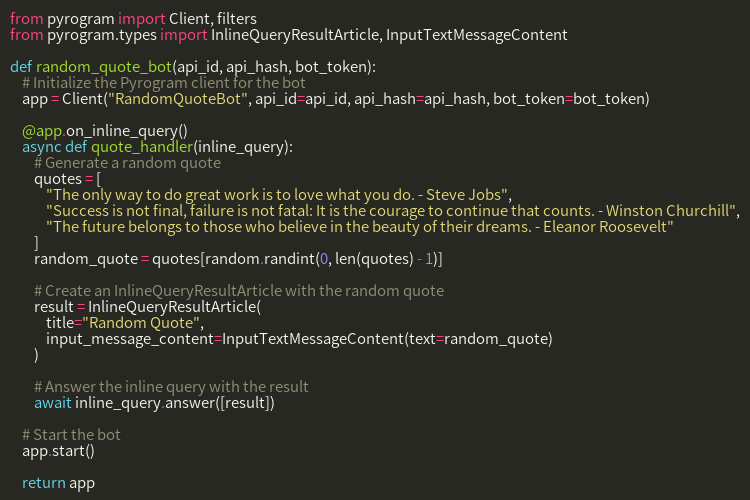 from pyrogram import Client, filters
from pyrogram.types import InlineQueryResultArticle, InputTextMessageContent

def random_quote_bot(api_id, api_hash, bot_token):
    # Initialize the Pyrogram client for the bot
    app = Client("RandomQuoteBot", api_id=api_id, api_hash=api_hash, bot_token=bot_token)

    @app.on_inline_query()
    async def quote_handler(inline_query):
        # Generate a random quote
        quotes = [
            "The only way to do great work is to love what you do. - Steve Jobs",
            "Success is not final, failure is not fatal: It is the courage to continue that counts. - Winston Churchill",
            "The future belongs to those who believe in the beauty of their dreams. - Eleanor Roosevelt"
        ]
        random_quote = quotes[random.randint(0, len(quotes) - 1)]

        # Create an InlineQueryResultArticle with the random quote
        result = InlineQueryResultArticle(
            title="Random Quote",
            input_message_content=InputTextMessageContent(text=random_quote)
        )

        # Answer the inline query with the result
        await inline_query.answer([result])

    # Start the bot
    app.start()

    return app